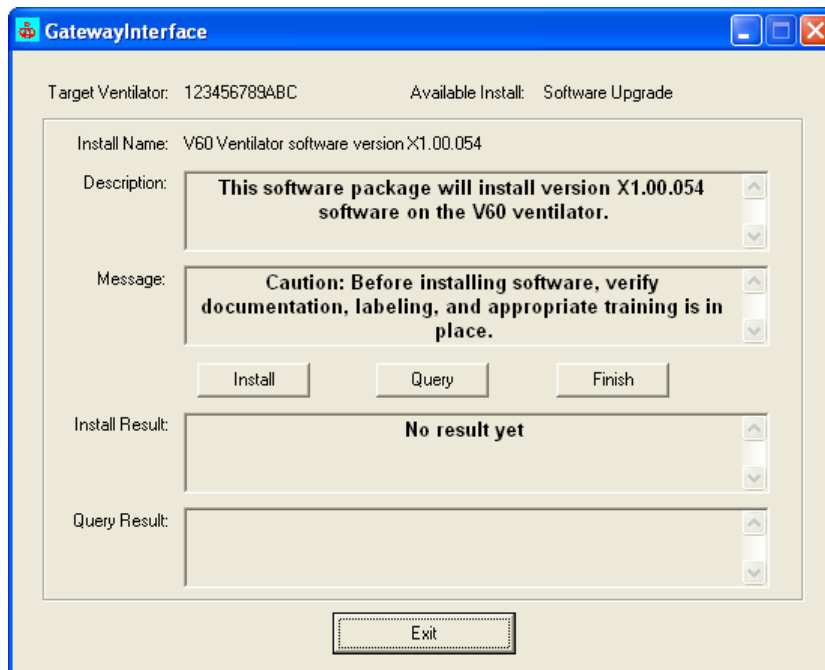 GatewayInterface
Target Ventilator: 123456789ABC Available Install: Software Upgrade
Install Name: V60 Ventilator software version X1.00.054
Description: This software package will install version X1.00.054
software on the V60 ventilator.
Message: Caution: Before installing software, verify
documentation, labeling, and appropriate training is in
place.
Install Query Finish
Install Result: No result yet
Query Result:
Exit